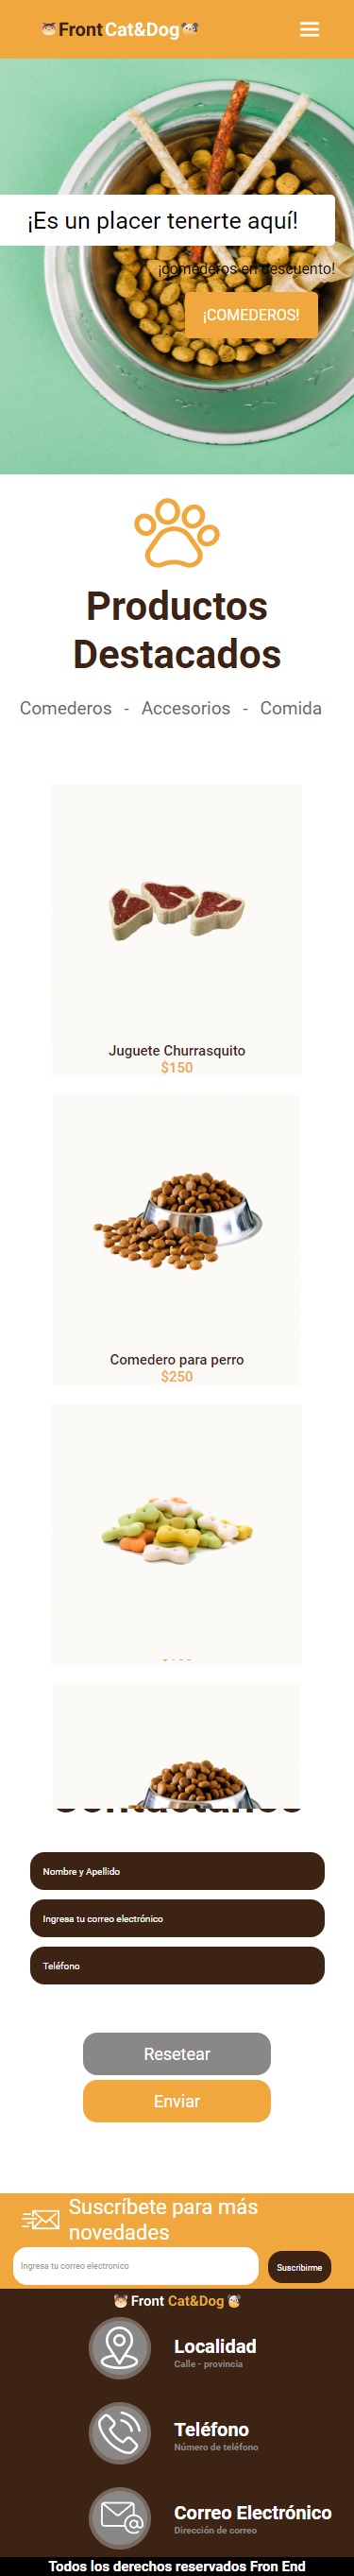 Front Cat&Dog
¡Es un placer tenerte aquí!
¡comederos en descuento!
¡COMEDEROS!
Productos
Destacados
Comederos - Accesorios - Comida
Juguete Churrasquito
$150
Comedero para perro
$250
Nombre y Apellido
Ingresa tu correo electrónico
Teléfono
Resetear
Enviar
Suscríbete para más
novedades
Ingresa tu correo electronico
Suscribirme
Front Cat&Dog
Localidad
Calle - provincia
Teléfono
Número de teléfono
Correo Electrónico
Dirección de correo
Todos los derechos reservados Fron End